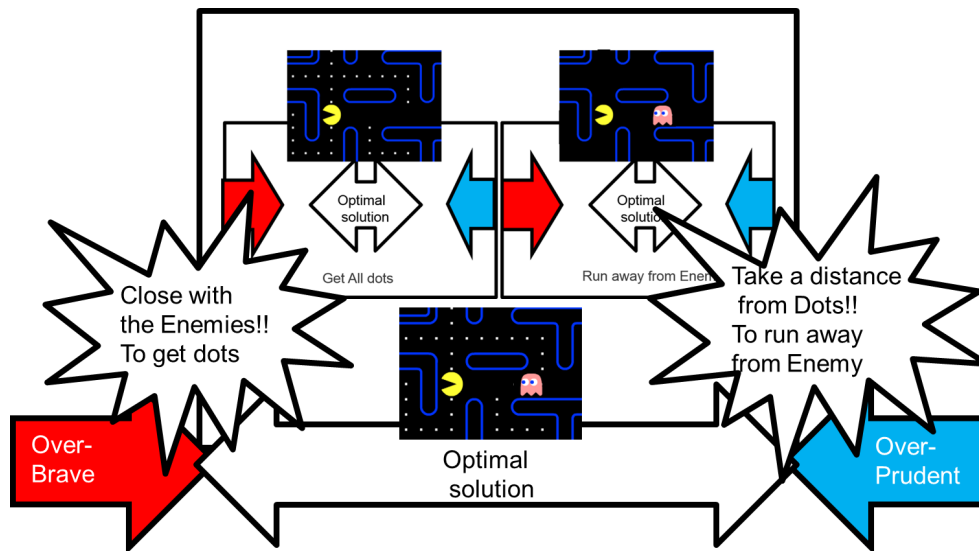 Optimal
solution
Get All dots
Optimal
solution
Run away from Enem
Close with
the Enemies!!
To get dots
Take a distance
from Dots!!
To run away
from Enemy
Over-
Brave
Optimal
solution
Over-
Prudent